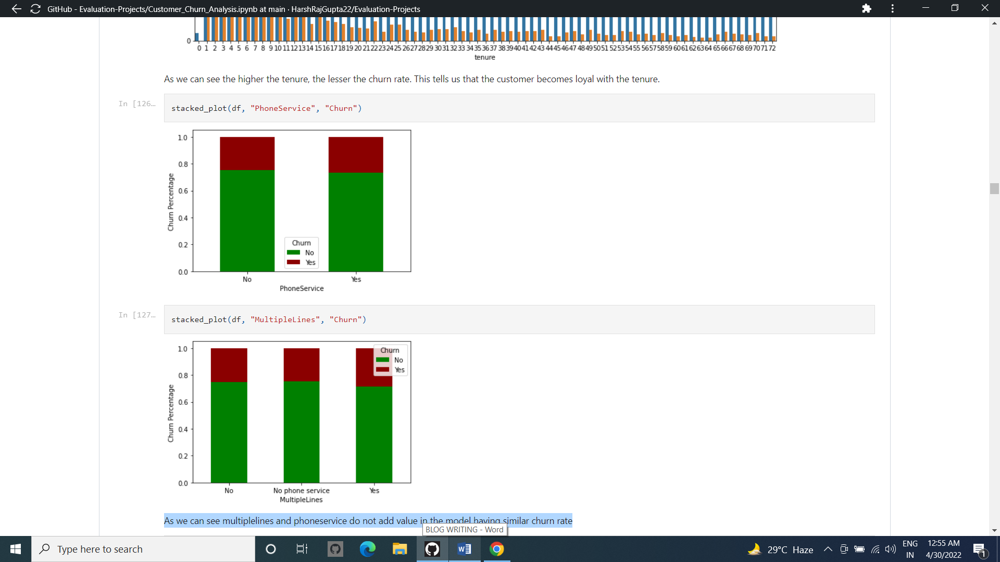 GitHub - Evaluation-Projects/Customer_Churn_Analysis.ipynb at main · HarshRajGupta22/Evaluation-Projects
0
0 1 2 3 4 5 6 7 8 9 10 11 12 13 14 15 16 17 18 19 20 21 22 23 24 25 26 27 28 29 30 31 32 33 34 35 36 37 38 39 40 41 42 43 44 45 46 47 48 49 50 51 52 53 54 55 56 57 58 59 60 61 62 63 64 65 66 67 68 69 70 71 72
tenure
As we can see the higher the tenure, the lesser the churn rate. This tells us that the customer becomes loyal with the tenure.
In [126...
stacked_plot(df, "PhoneService", "Churn")
1.0
0.8
0.6
0.4
0.2
0.0
Churn Percentage
Churn
No
Yes
No Yes
PhoneService
In [127...
stacked_plot(df, "MultipleLines", "Churn")
1.0
0.8
0.6
0.4
0.2
0.0
Churn Percentage
Churn
No
Yes
No No phone service Yes
MultipleLines
As we can see multiplelines and phoneservice do not add value in the model having similar churn rate
BLOG WRITING - Word
Type here to search
29°C Haze
ENG
IN
12:55 AM
4/30/2022
1